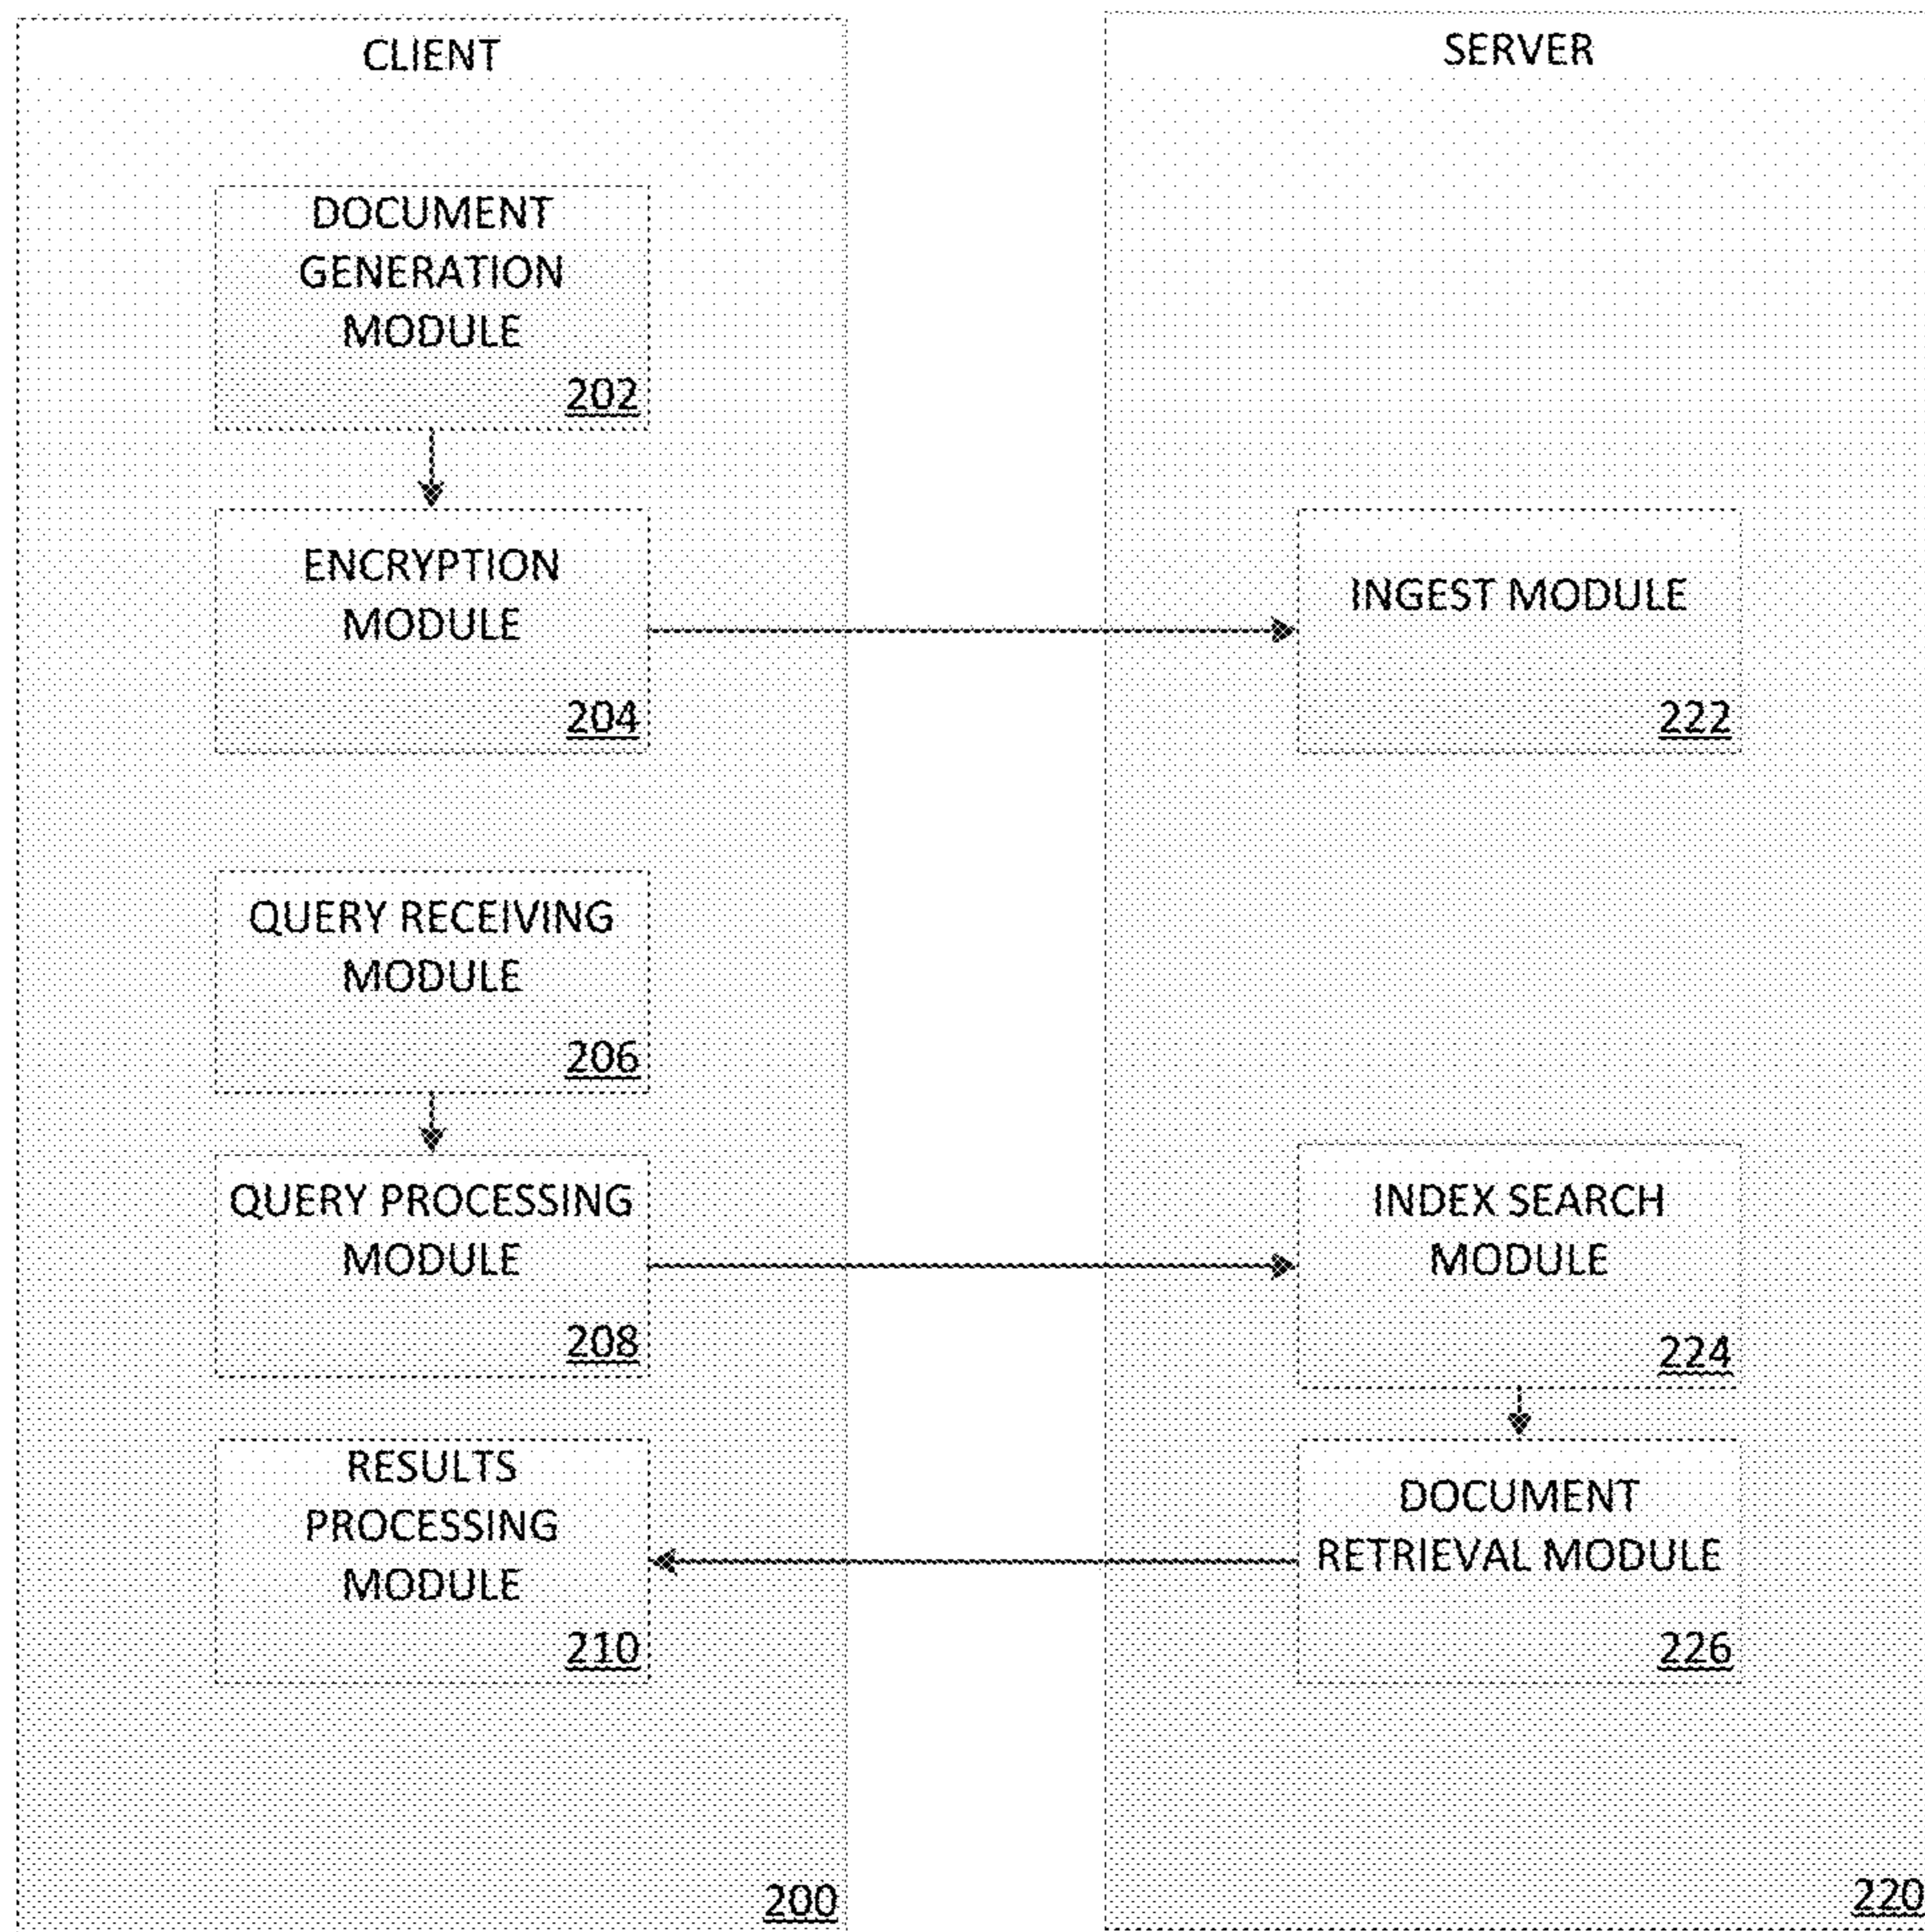 CLIENT
DOCUMENT
GENERATION
MODULE
202
ENCRYPTION
MODULE
204
QUERY RECEIVING
MODULE
206
QUERY PROCESSING
MODULE
208
RESULTS
PROCESSING
MODULE
210
200
SERVER
INGEST MODULE
222
INDEX SEARCH
MODULE
224
DOCUMENT
RETRIEVAL MODULE
226
220